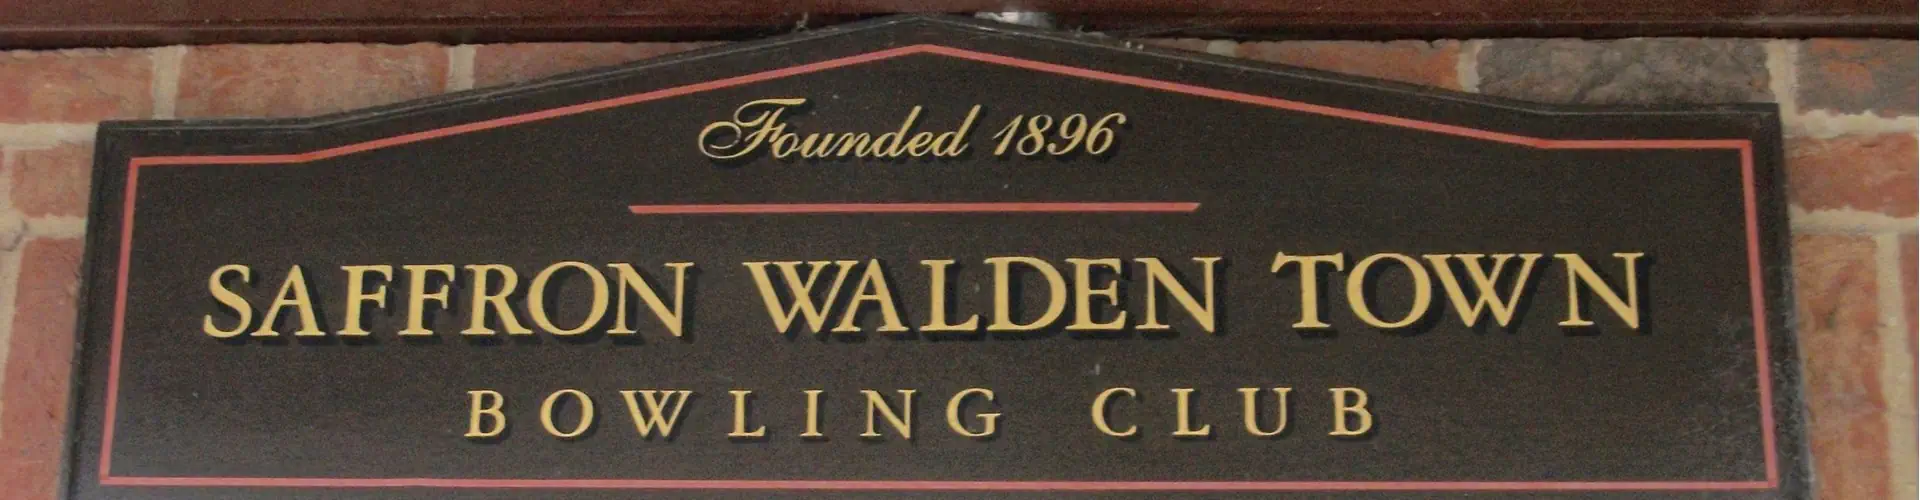 Founded 1896
SAFFRON WALDEN TOWN
BOWLING CLUB